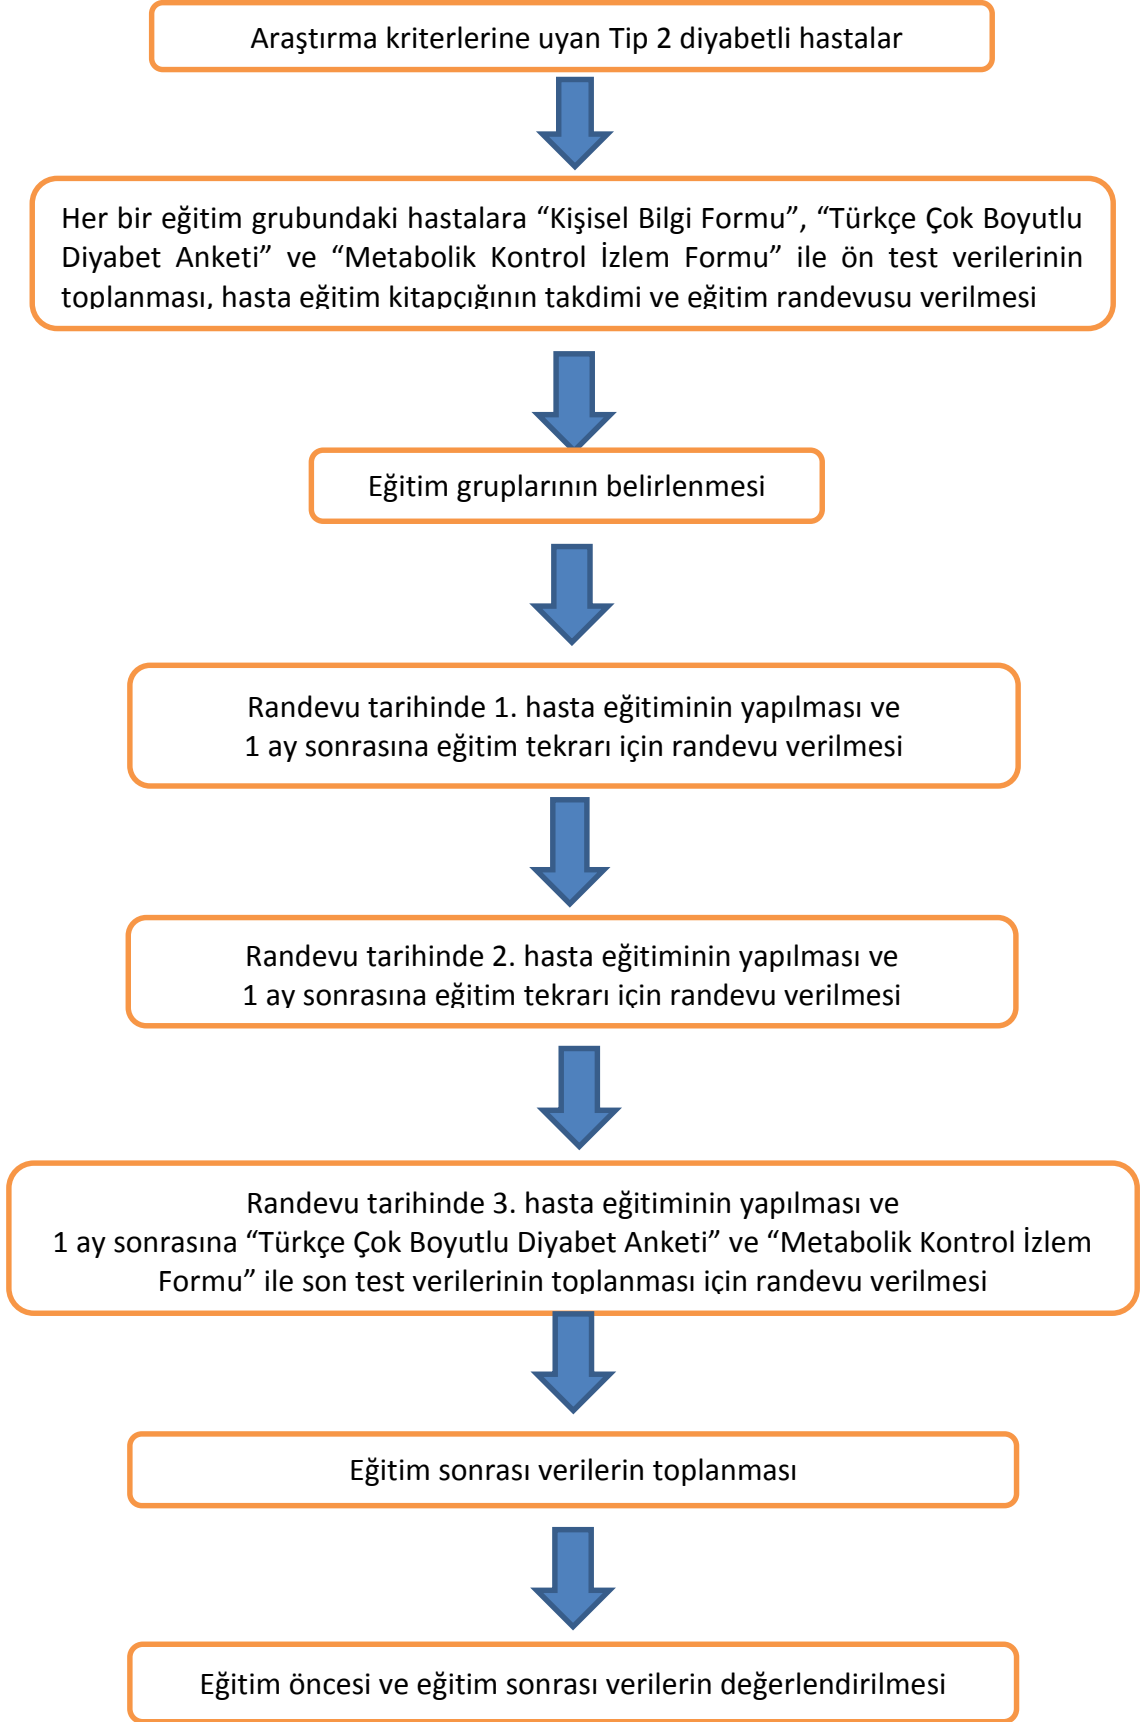 Araştırma kriterlerine uyan Tip 2 diyabetli hastalar
Her bir eğitim grubundaki hastalara “Kişisel Bilgi Formu”, “Türkçe Çok Boyutlu
Diyabet Anketi” ve “Metabolik Kontrol İzlem Formu” ile ön test verilerinin
toplanması, hasta eğitim kitapçığının takdimi ve eğitim randevusu verilmesi
Eğitim gruplarının belirlenmesi
Randevu tarihinde 1. hasta eğitiminin yapılması ve
1 ay sonrasına eğitim tekrarı için randevu verilmesi
Randevu tarihinde 2. hasta eğitiminin yapılması ve
1 ay sonrasına eğitim tekrarı için randevu verilmesi
Randevu tarihinde 3. hasta eğitiminin yapılması ve
1 ay sonrasına “Türkçe Çok Boyutlu Diyabet Anketi” ve “Metabolik Kontrol İzlem
Formu” ile son test verilerinin toplanması için randevu verilmesi
Eğitim sonrası verilerin toplanması
Eğitim öncesi ve eğitim sonrası verilerin değerlendirilmesi